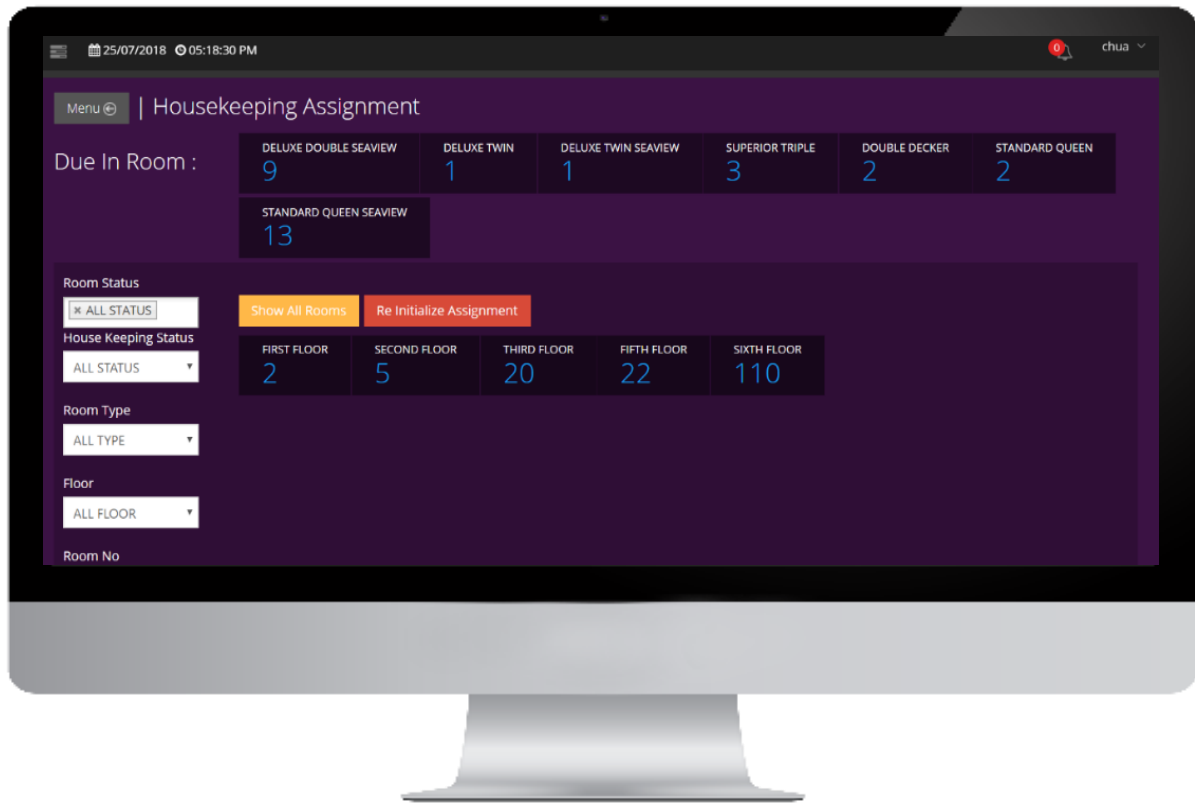 25/07/2018 05:18:30 PM
0
chua
Menu
| Housekeeping Assignment
Due In Room :
DELUXE DOUBLE SEAVIEW
9
DELUXE TWIN
1
DELUXE TWIN SEAVIEW
1
SUPERIOR TRIPLE
3
DOUBLE DECKER
2
STANDARD QUEEN
2
STANDARD QUEEN SEAVIEW
13
Room Status
× ALL STATUS
House Keeping Status
ALL STATUS
Room Type
ALL TYPE
Floor
ALL FLOOR
Room No
Show All Rooms
Re Initialize Assignment
FIRST FLOOR
2
SECOND FLOOR
5
THIRD FLOOR
20
FIFTH FLOOR
22
SIXTH FLOOR
110